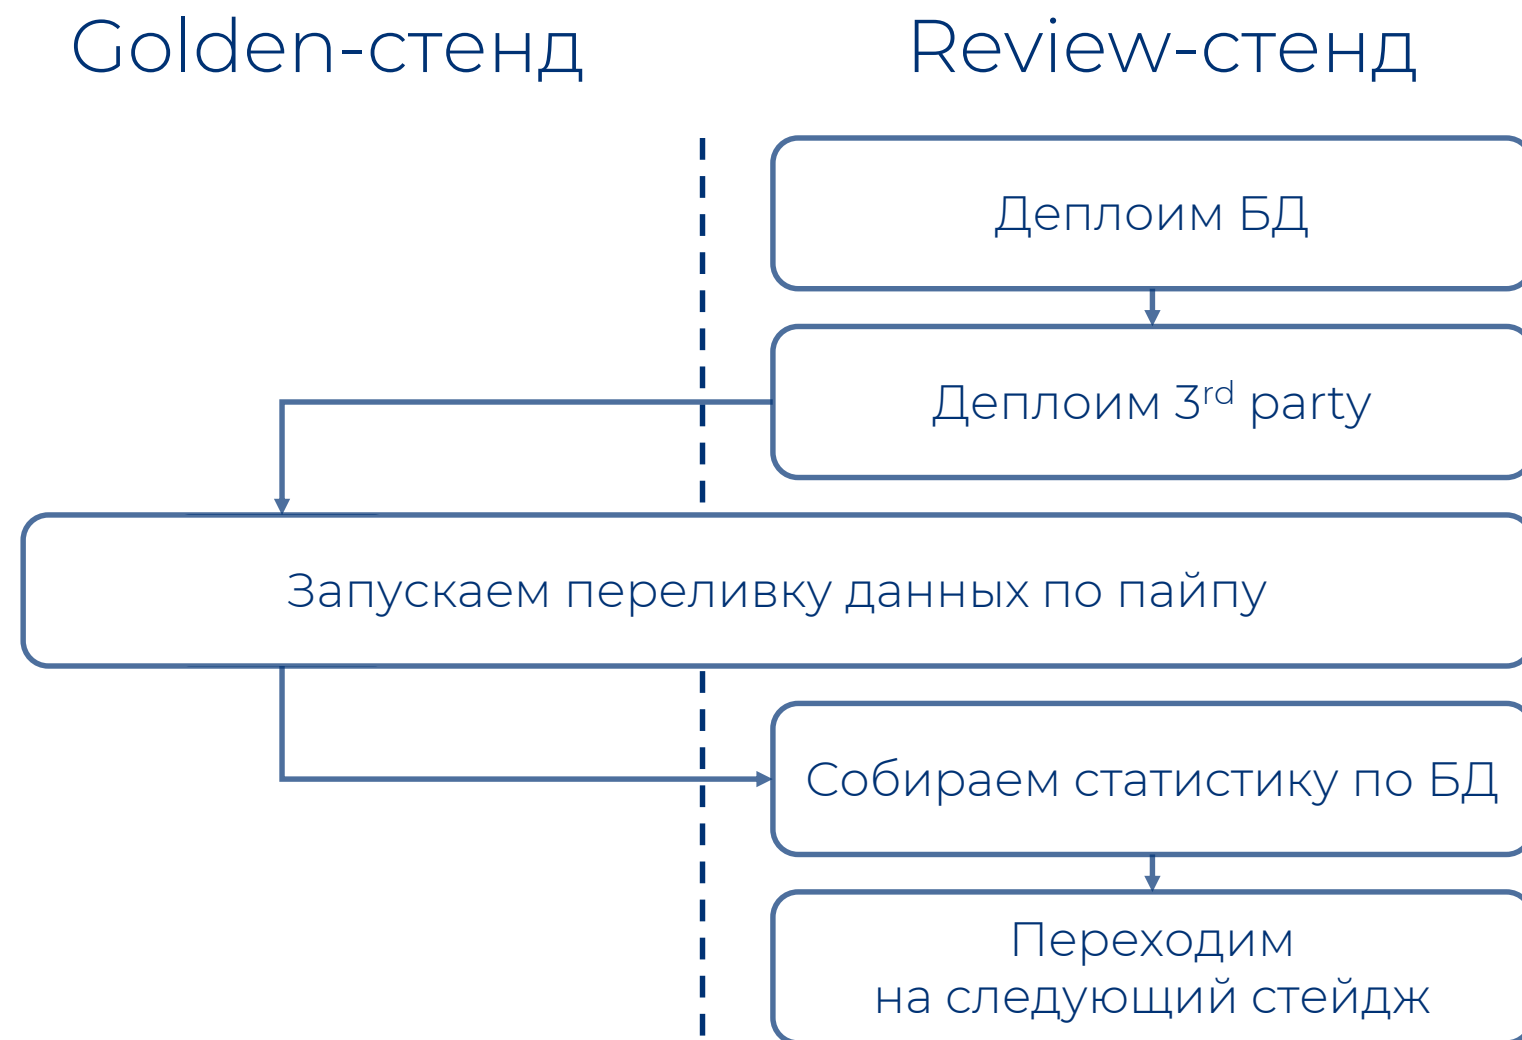 Golden-стенд
Review-стенд
Деплоим БД
Деплоим 3rd party
Запускаем переливку данных по пайпу
Собираем статистику по БД
Переходим
на следующий стейдж